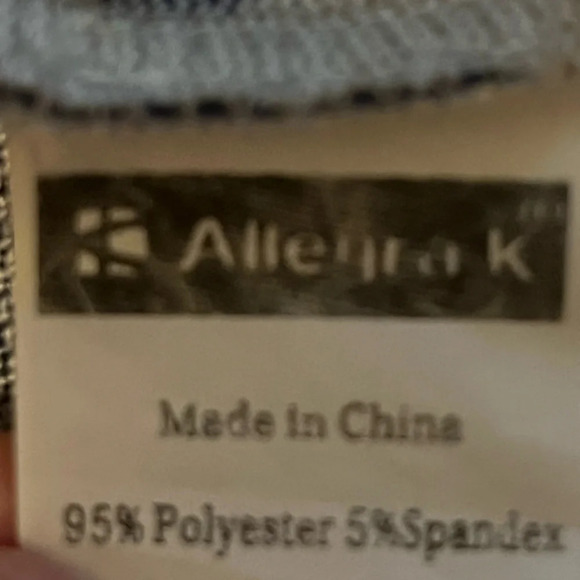 Allegra K
Made in China
95% Polyester 5%Spandex